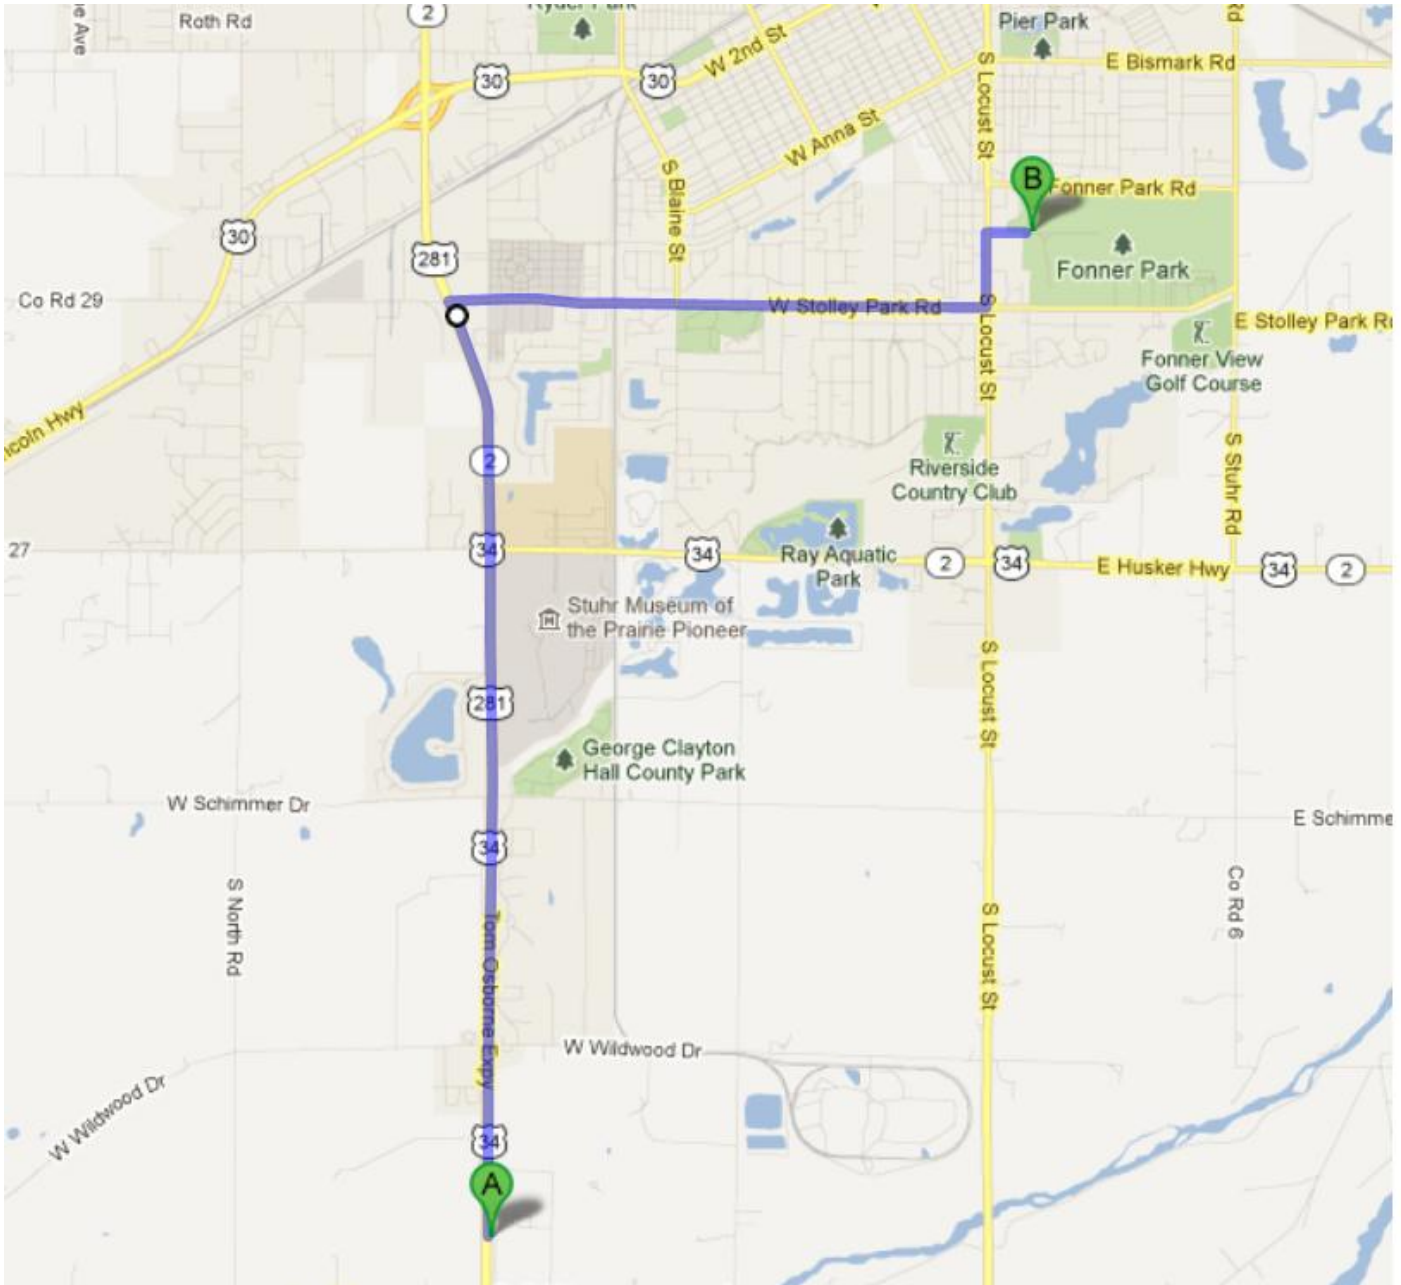 2
Roth Rd
Pier Park
30
30
W 2nd St
E Bismark Rd
S Locust St
W Anna St
S Blaine St
B
Fonner Park Rd
30
281
Fonner Park
Co Rd 29
W Stolley Park Rd
S Locust St
E Stolley Park Rd
Fonner View
Golf Course
2
Riverside
Country Club
S Stuhr Rd
27
34
34
Ray Aquatic
Park
2
34
E Husker Hwy
34
2
Stuhr Museum of
the Prairie Pioneer
S Locust St
281
George Clayton
Hall County Park
W Schimmer Dr
E Schimme
34
S North Rd
Tom Osborne Expy
S Locust St
Co Rd 6
W Wildwood Dr
W Wildwood Dr
34
A